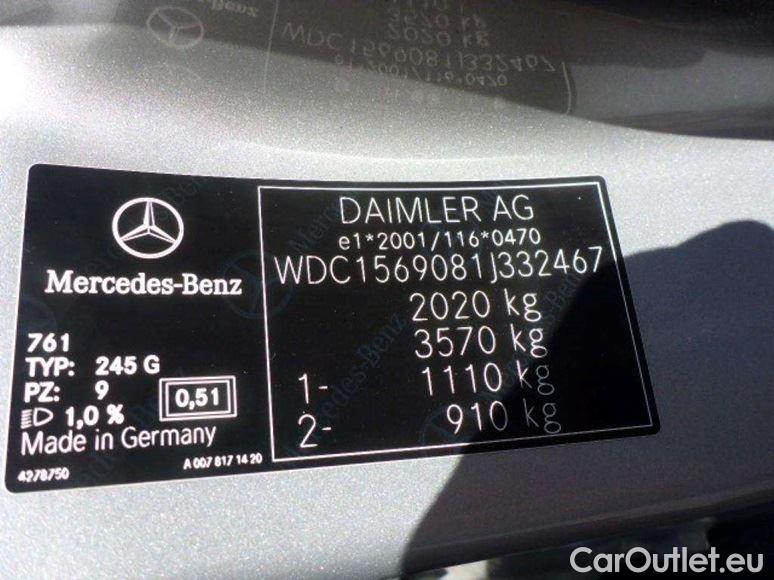 Mercedes-Benz
761
TYP: 245 G
PZ: 9
0,51
1,0 %
Made in Germany
4278750
A 007 817 14 20
DAIMLER AG
e1*2001/116*0470
WDC1569081J332467
2020 kg
3570 kg
1- 1110 kg
2- 910 kg
CarOutlet.eu